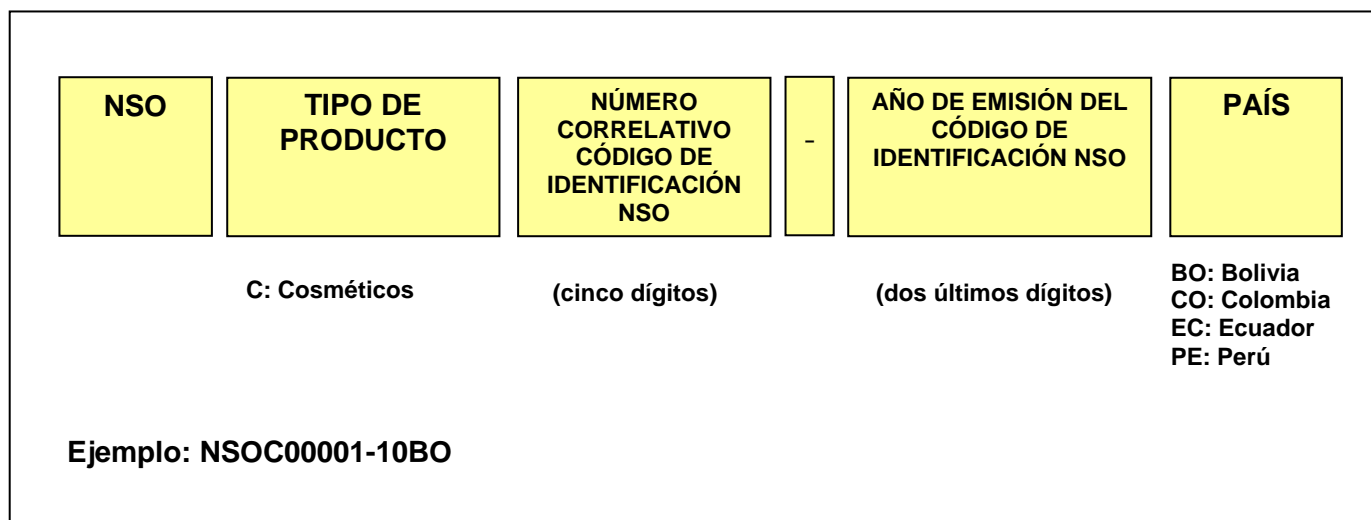 NSO
TIPO DE
PRODUCTO
NÚMERO
CORRELATIVO
CÓDIGO DE
IDENTIFICACIÓN
NSO
-
AÑO DE EMISIÓN DEL
CÓDIGO DE
IDENTIFICACIÓN NSO
PAÍS
C: Cosméticos
(cinco dígitos)
(dos últimos dígitos)
BO: Bolivia
CO: Colombia
EC: Ecuador
PE: Perú
Ejemplo: NSOC00001-10BO